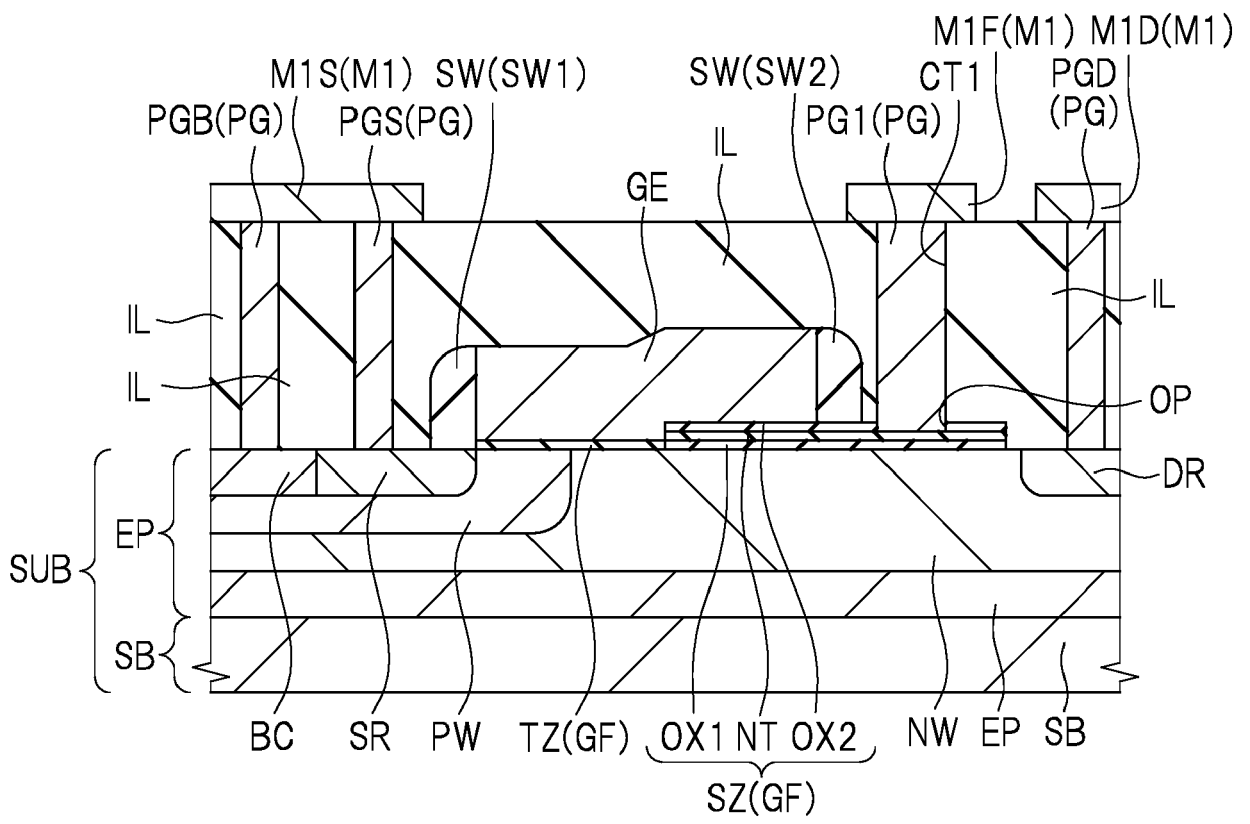 M1F(M1) M1D(M1)
M1S(M1) SW(SW1) SW(SW2) CT1 PGD
PGB(PG) PGS(PG) IL PG1(PG) (PG)
GE
IL IL
IL OP
DR
EP
SUB
SB
BC SR PW TZ(GF) OX1 NT OX2 NW EP SB
SZ(GF)